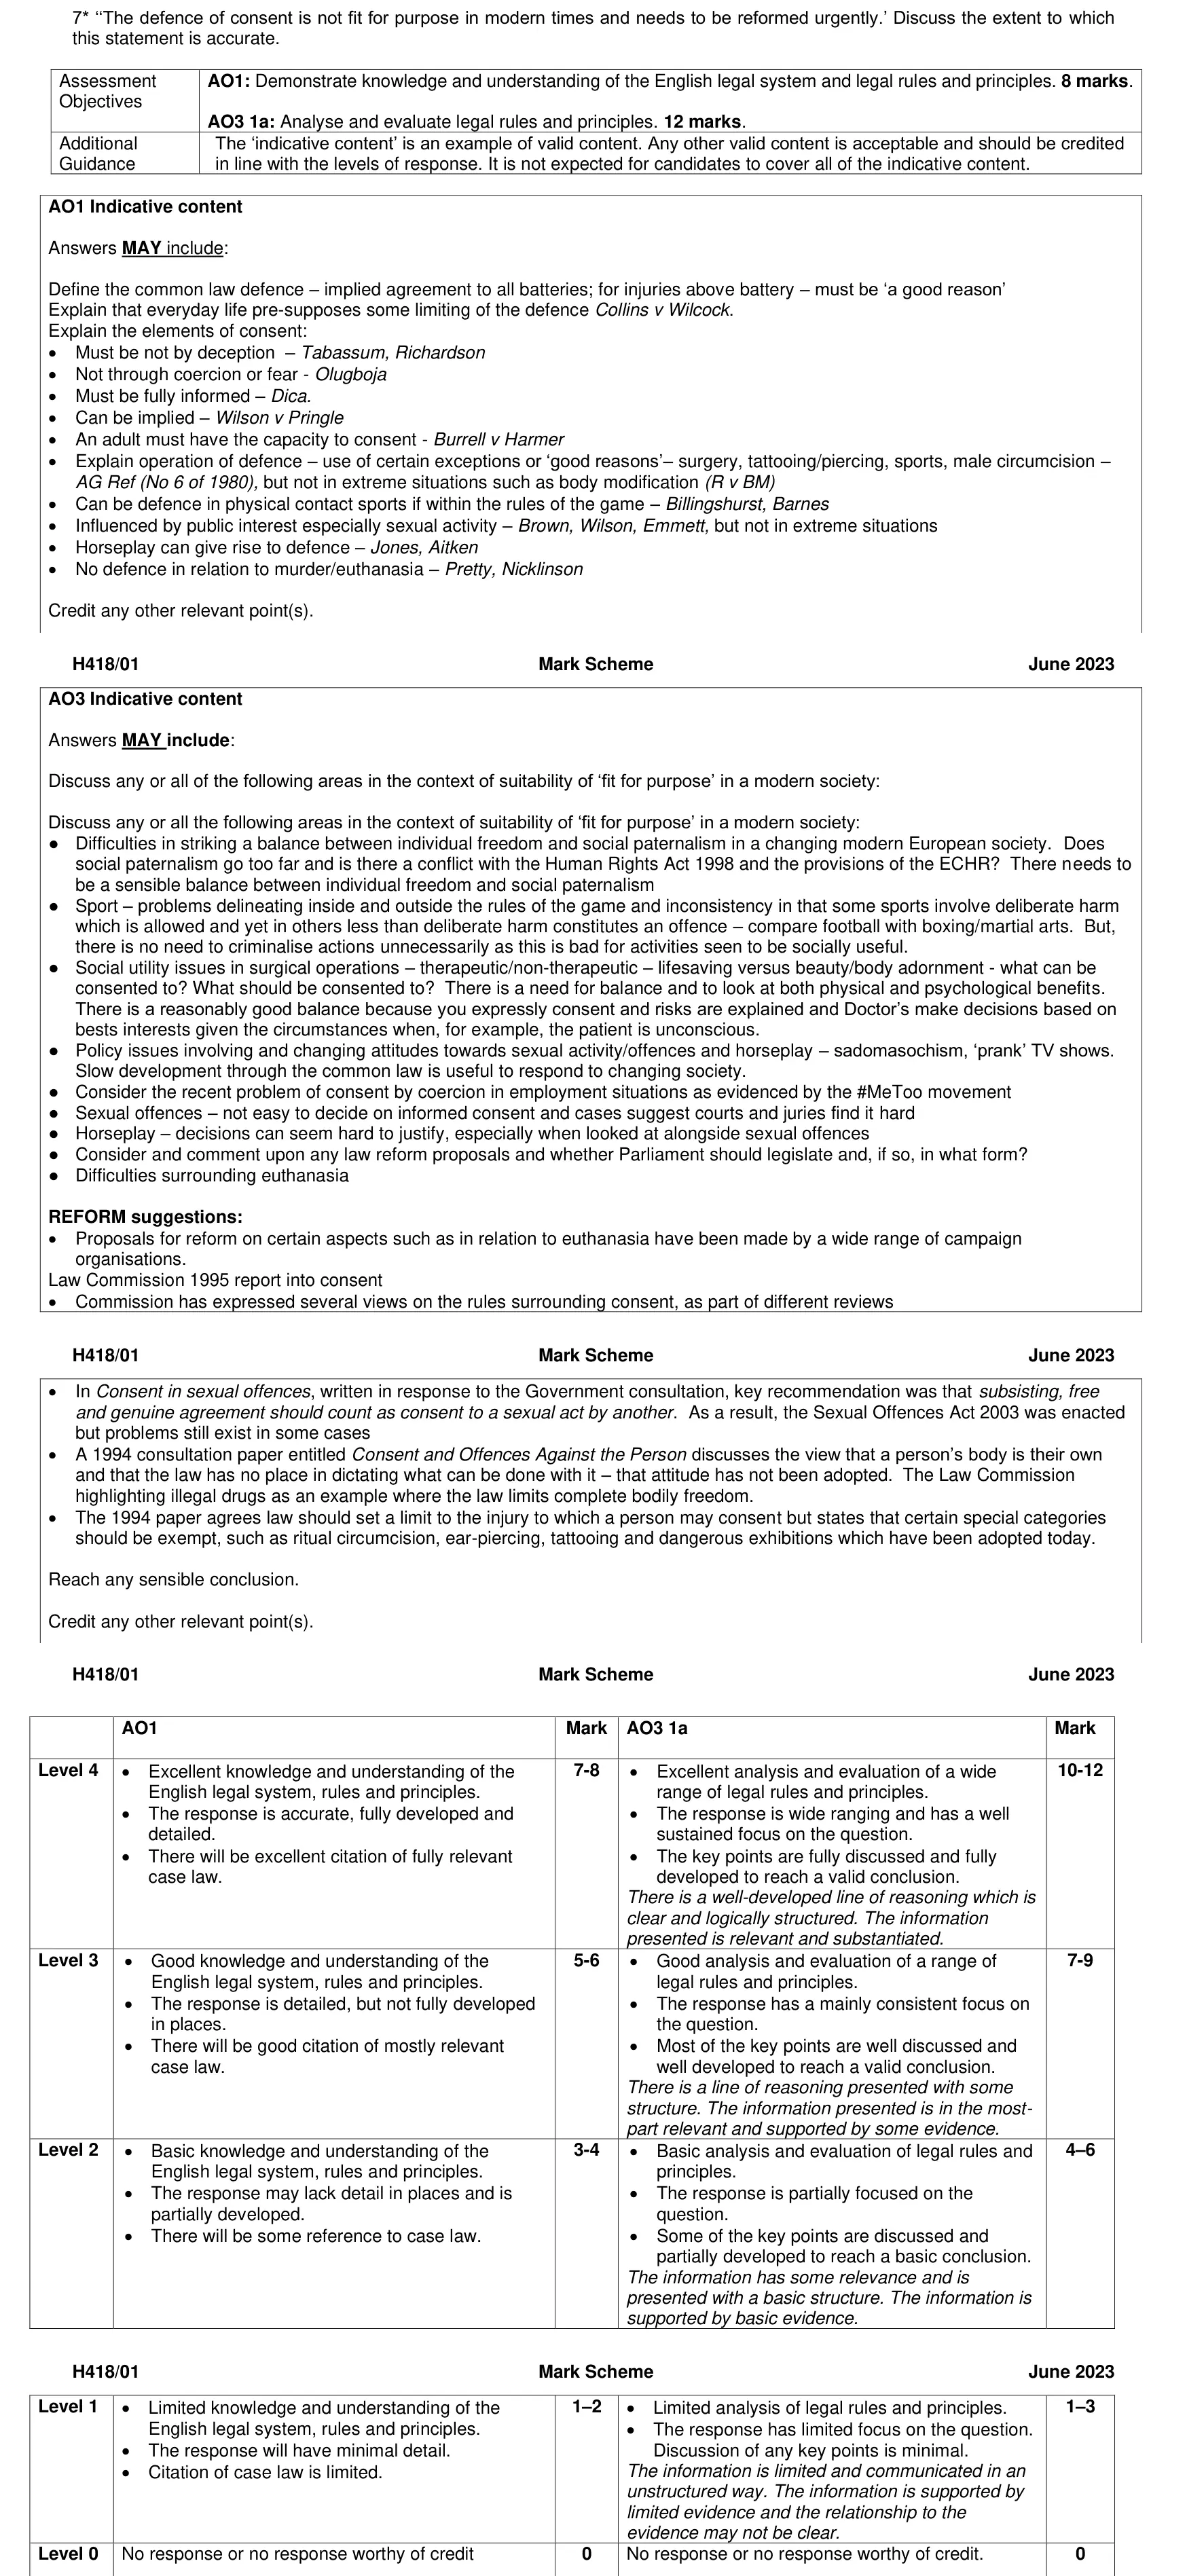 7* “The defence of consent is not fit for purpose in modern times and needs to be reformed urgently.’ Discuss the extent to which
this statement is accurate.
Assessment
Objectives
AO1: Demonstrate knowledge and understanding of the English legal system and legal rules and principles. 8 marks.
AO3 1a: Analyse and evaluate legal rules and principles. 12 marks.
Additional
Guidance
The ‘indicative content’ is an example of valid content. Any other valid content is acceptable and should be credited
in line with the levels of response. It is not expected for candidates to cover all of the indicative content.
AO1 Indicative content
Answers MAY include:
Define the common law defence – implied agreement to all batteries; for injuries above battery – must be ‘a good reason’
Explain that everyday life pre-supposes some limiting of the defence Collins v Wilcock.
Explain the elements of consent:
• Must be not by deception – Tabassum, Richardson
• Not through coercion or fear - Olugboja
• Must be fully informed – Dica.
• Can be implied – Wilson v Pringle
• An adult must have the capacity to consent - Burrell v Harmer
• Explain operation of defence – use of certain exceptions or ‘good reasons’– surgery, tattooing/piercing, sports, male circumcision –
AG Ref (No 6 of 1980), but not in extreme situations such as body modification (R v BM)
• Can be defence in physical contact sports if within the rules of the game – Billingshurst, Barnes
• Influenced by public interest especially sexual activity – Brown, Wilson, Emmett, but not in extreme situations
• Horseplay can give rise to defence – Jones, Aitken
• No defence in relation to murder/euthanasia – Pretty, Nicklinson
Credit any other relevant point(s).
H418/01 Mark Scheme June 2023
AO3 Indicative content
Answers MAY include:
Discuss any or all of the following areas in the context of suitability of ‘fit for purpose’ in a modern society:
Discuss any or all the following areas in the context of suitability of ‘fit for purpose’ in a modern society:
● Difficulties in striking a balance between individual freedom and social paternalism in a changing modern European society. Does
social paternalism go too far and is there a conflict with the Human Rights Act 1998 and the provisions of the ECHR? There needs to
be a sensible balance between individual freedom and social paternalism
● Sport – problems delineating inside and outside the rules of the game and inconsistency in that some sports involve deliberate harm
which is allowed and yet in others less than deliberate harm constitutes an offence – compare football with boxing/martial arts. But,
there is no need to criminalise actions unnecessarily as this is bad for activities seen to be socially useful.
● Social utility issues in surgical operations – therapeutic/non-therapeutic – lifesaving versus beauty/body adornment - what can be
consented to? What should be consented to? There is a need for balance and to look at both physical and psychological benefits.
There is a reasonably good balance because you expressly consent and risks are explained and Doctor’s make decisions based on
bests interests given the circumstances when, for example, the patient is unconscious.
● Policy issues involving and changing attitudes towards sexual activity/offences and horseplay – sadomasochism, ‘prank’ TV shows.
Slow development through the common law is useful to respond to changing society.
● Consider the recent problem of consent by coercion in employment situations as evidenced by the #MeToo movement
● Sexual offences – not easy to decide on informed consent and cases suggest courts and juries find it hard
● Horseplay – decisions can seem hard to justify, especially when looked at alongside sexual offences
● Consider and comment upon any law reform proposals and whether Parliament should legislate and, if so, in what form?
● Difficulties surrounding euthanasia
REFORM suggestions:
• Proposals for reform on certain aspects such as in relation to euthanasia have been made by a wide range of campaign
organisations.
Law Commission 1995 report into consent
• Commission has expressed several views on the rules surrounding consent, as part of different reviews
H418/01 Mark Scheme June 2023
• In Consent in sexual offences, written in response to the Government consultation, key recommendation was that subsisting, free
and genuine agreement should count as consent to a sexual act by another. As a result, the Sexual Offences Act 2003 was enacted
but problems still exist in some cases
• A 1994 consultation paper entitled Consent and Offences Against the Person discusses the view that a person’s body is their own
and that the law has no place in dictating what can be done with it – that attitude has not been adopted. The Law Commission
highlighting illegal drugs as an example where the law limits complete bodily freedom.
• The 1994 paper agrees law should set a limit to the injury to which a person may consent but states that certain special categories
should be exempt, such as ritual circumcision, ear-piercing, tattooing and dangerous exhibitions which have been adopted today.
Reach any sensible conclusion.
Credit any other relevant point(s).
H418/01 Mark Scheme June 2023
AO1 Mark AO3 1a Mark
Level 4
• Excellent knowledge and understanding of the
English legal system, rules and principles.
• The response is accurate, fully developed and
detailed.
• There will be excellent citation of fully relevant
case law.
7-8
• Excellent analysis and evaluation of a wide
range of legal rules and principles.
• The response is wide ranging and has a well
sustained focus on the question.
• The key points are fully discussed and fully
developed to reach a valid conclusion.
There is a well-developed line of reasoning which is
clear and logically structured. The information
presented is relevant and substantiated.
10-12
Level 3
• Good knowledge and understanding of the
English legal system, rules and principles.
• The response is detailed, but not fully developed
in places.
• There will be good citation of mostly relevant
case law.
5-6
• Good analysis and evaluation of a range of
legal rules and principles.
• The response has a mainly consistent focus on
the question.
• Most of the key points are well discussed and
well developed to reach a valid conclusion.
There is a line of reasoning presented with some
structure. The information presented is in the most-
part relevant and supported by some evidence.
7-9
Level 2
• Basic knowledge and understanding of the
English legal system, rules and principles.
• The response may lack detail in places and is
partially developed.
• There will be some reference to case law.
3-4
• Basic analysis and evaluation of legal rules and
principles.
• The response is partially focused on the
question.
• Some of the key points are discussed and
partially developed to reach a basic conclusion.
The information has some relevance and is
presented with a basic structure. The information is
supported by basic evidence.
4–6
H418/01 Mark Scheme June 2023
Level 1
• Limited knowledge and understanding of the
English legal system, rules and principles.
• The response will have minimal detail.
• Citation of case law is limited.
1–2
• Limited analysis of legal rules and principles.
• The response has limited focus on the question.
Discussion of any key points is minimal.
The information is limited and communicated in an
unstructured way. The information is supported by
limited evidence and the relationship to the
evidence may not be clear.
1–3
Level 0
No response or no response worthy of credit
0
No response or no response worthy of credit.
0